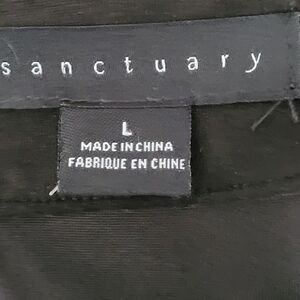 sanctuary
L
MADE IN CHINA
FABRIQUE EN CHINE